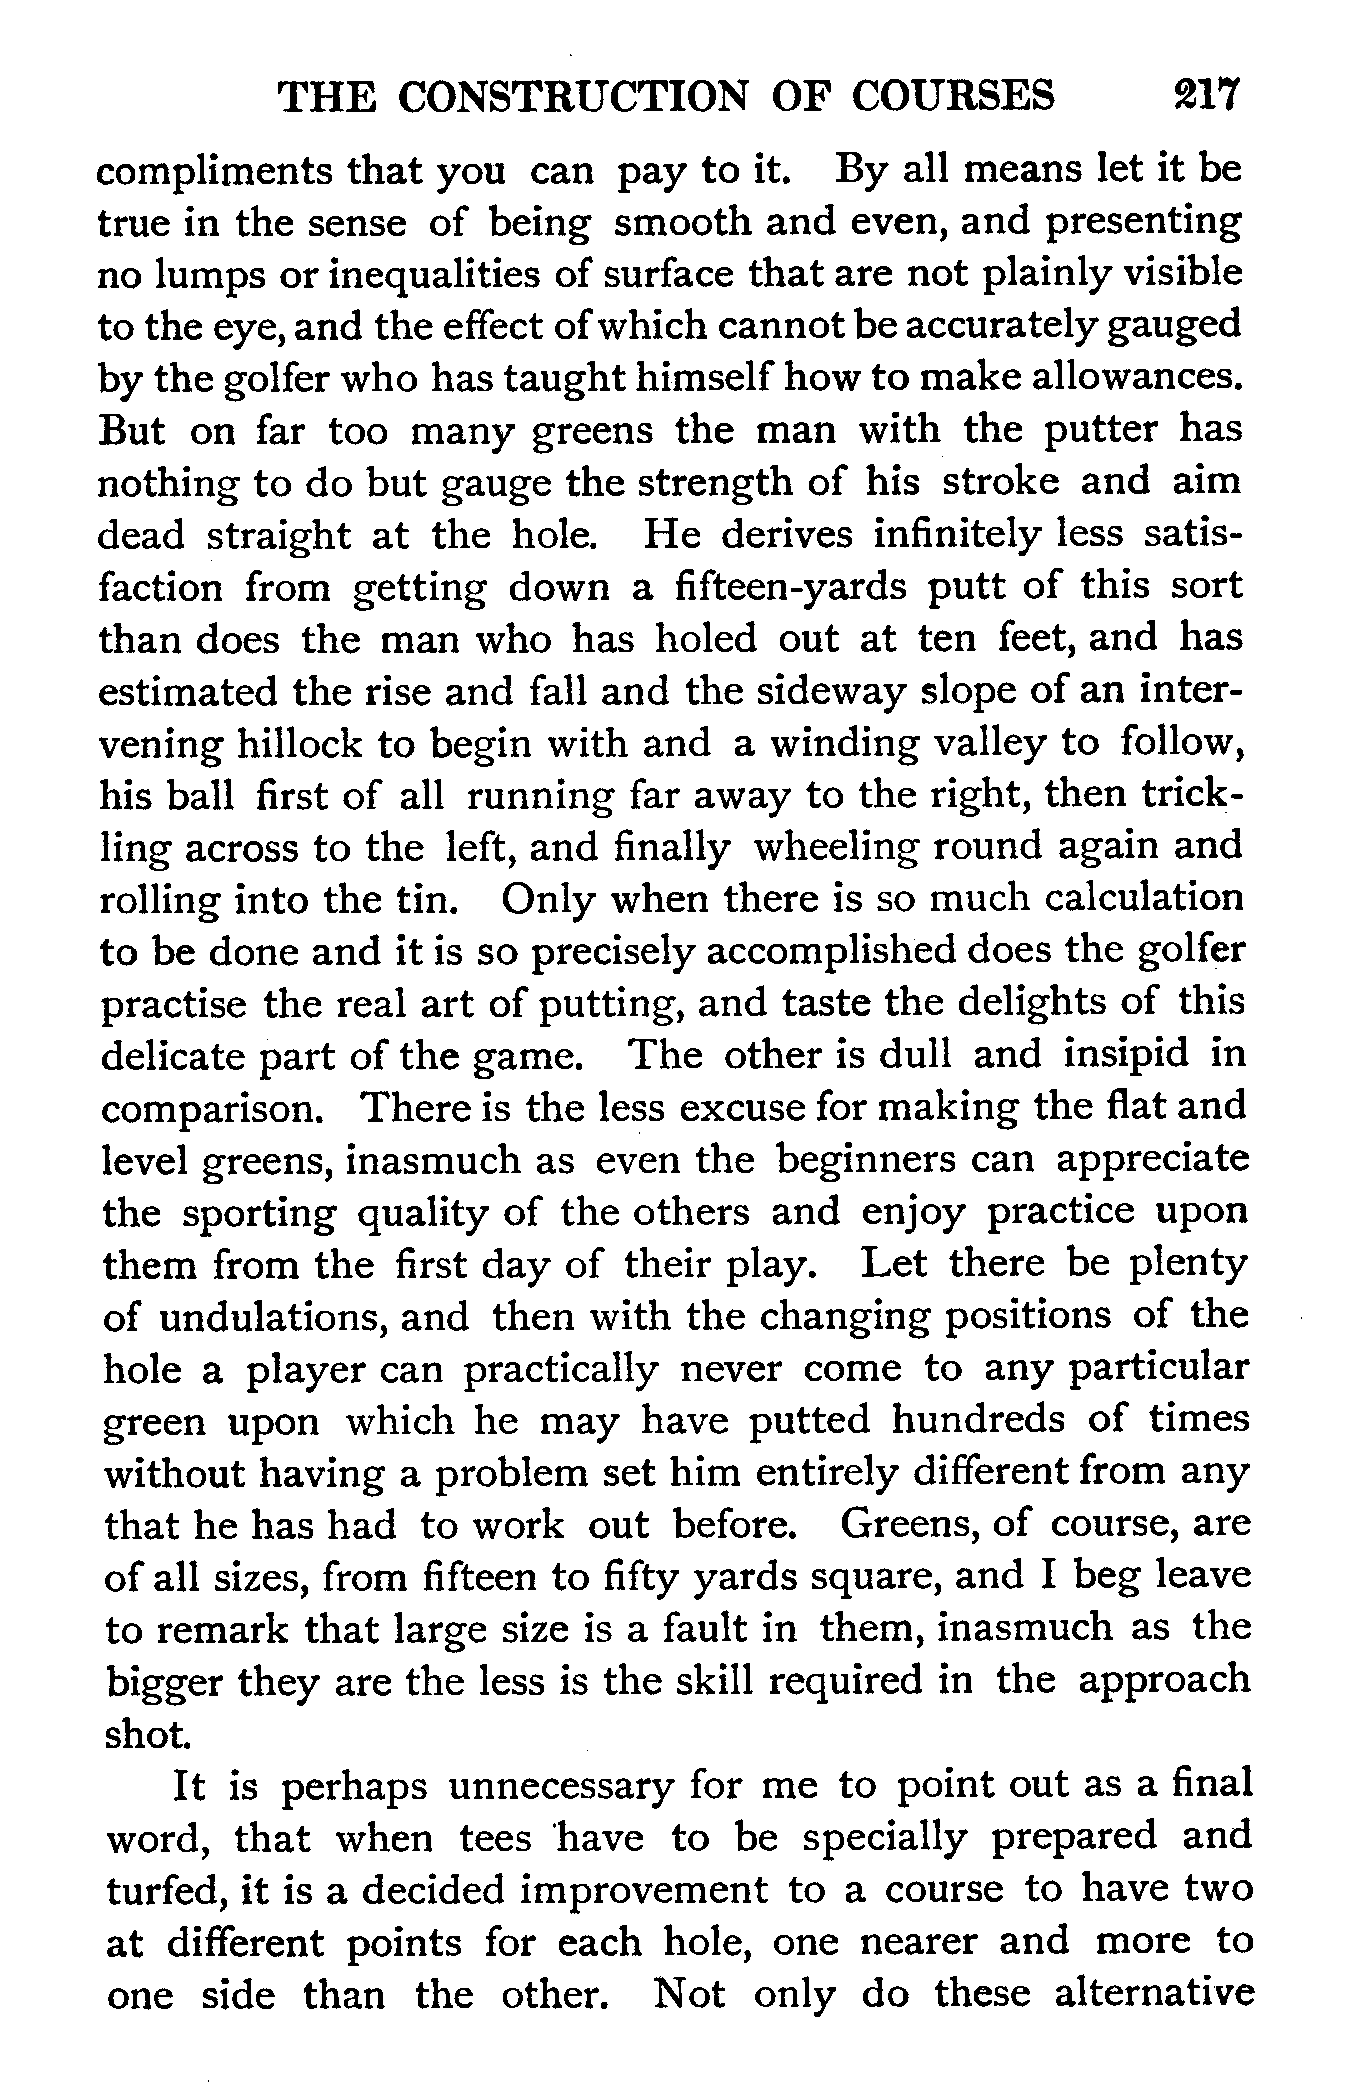 THE CONSTRUCTION OF COURSES 217
compliments that you can pay to it. By all means let it be
true in the sense of being smooth and even, and presenting
no lumps or inequalities of surface that are not plainly visible
to the eye, and the effect of which cannot be accurately gauged
by the golfer who has taught himself how to make allowances.
But on far too many greens the man with the putter has
nothing to do but gauge the strength of his stroke and aim
dead straight at the hole. He derives infinitely less satis-
faction from getting down a fifteen-yards putt of this sort
than does the man who has holed out at ten feet, and has
estimated the rise and fall and the sideway slope of an inter-
vening hillock to begin with and a winding valley to follow,
his ball first of all running far away to the right, then trick-
ling across to the left, and finally wheeling round again and
rolling into the tin. Only when there is so much calculation
to be done and it is so precisely accomplished does the golfer
practise the real art of putting, and taste the delights of this
delicate part of the game. The other is dull and insipid in
comparison. There is the less excuse for making the flat and
level greens, inasmuch as even the beginners can appreciate
the sporting quality of the others and enjoy practice upon
them from the first day of their play. Let there be plenty
of undulations, and then with the changing positions of the
hole a player can practically never come to any particular
green upon which he may have putted hundreds of times
without having a problem set him entirely different from any
that he has had to work out before. Greens, of course, are
of all sizes, from fifteen to fifty yards square, and I beg leave
to remark that large size is a fault in them, inasmuch as the
bigger they are the less is the skill required in the approach
shot.
It is perhaps unnecessary for me to point out as a final
word, that when tees have to be specially prepared and
turfed, it is a decided improvement to a course to have two
at different points for each hole, one nearer and more to
one side than the other. Not only do these alternative